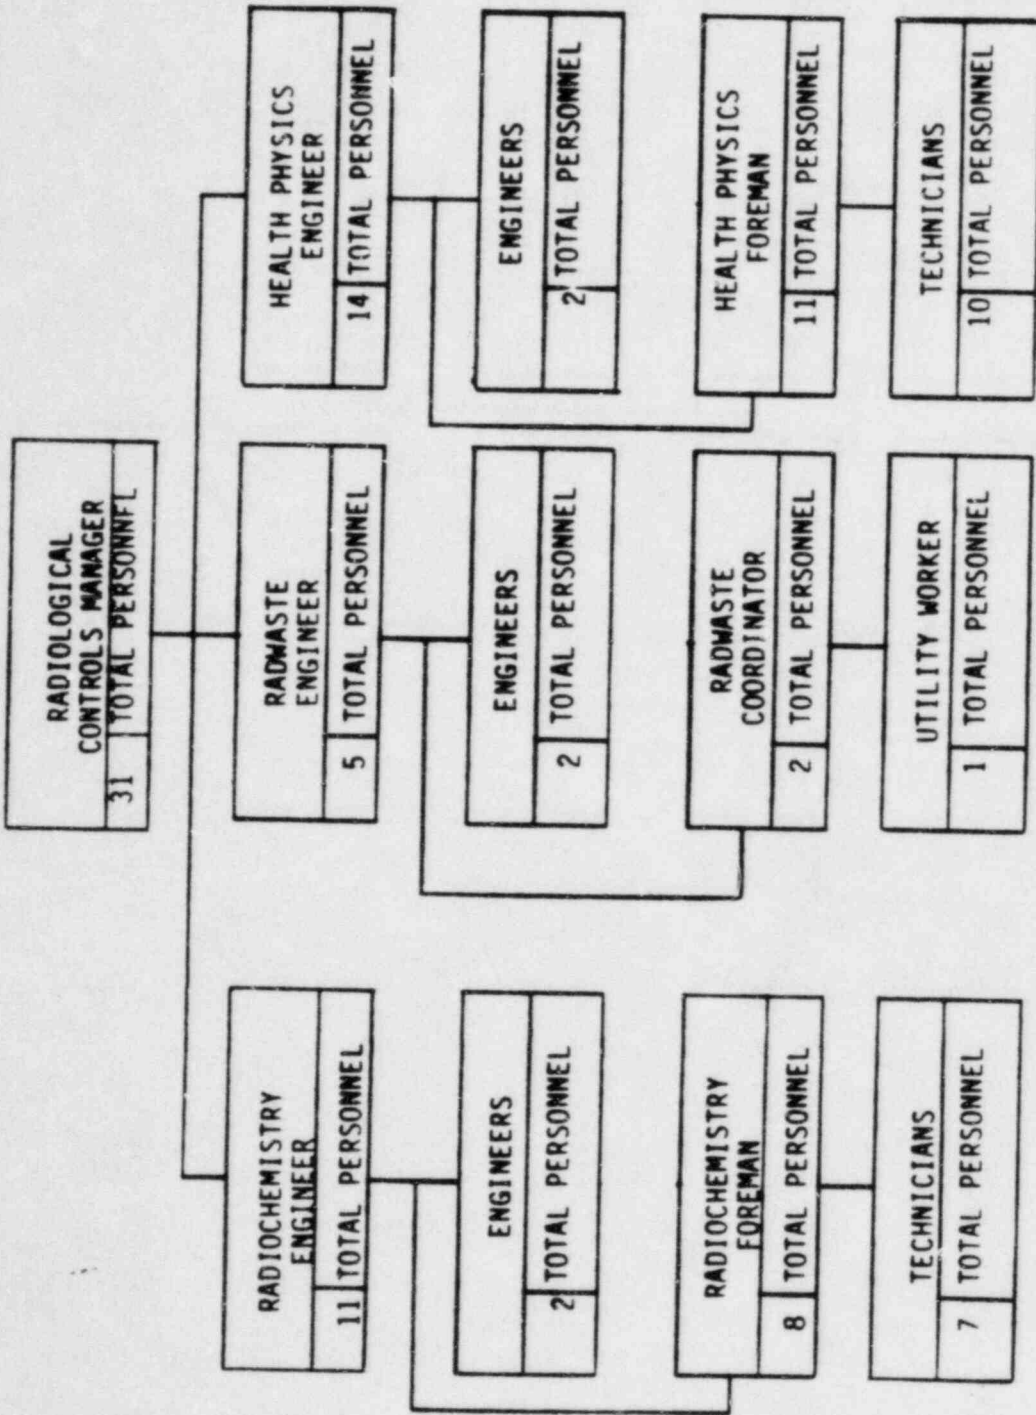 RADIOLOGICAL
CONTROLS MANAGER
31 TOTAL PERSONNEL
RADIOCHEMISTRY
ENGINEER
11 TOTAL PERSONNEL
RADWASTE
ENGINEER
5 TOTAL PERSONNEL
HEALTH PHYSICS
ENGINEER
14 TOTAL PERSONNEL
ENGINEERS
2 TOTAL PERSONNEL
ENGINEERS
2 TOTAL PERSONNEL
ENGINEERS
2 TOTAL PERSONNEL
RADIOCHEMISTRY
FOREMAN
8 TOTAL PERSONNEL
RADWASTE
COORDINATOR
2 TOTAL PERSONNEL
HEALTH PHYSICS
FOREMAN
11 TOTAL PERSONNEL
TECHNICIANS
7 TOTAL PERSONNEL
UTILITY WORKER
1 TOTAL PERSONNEL
TECHNICIANS
10 TOTAL PERSONNEL